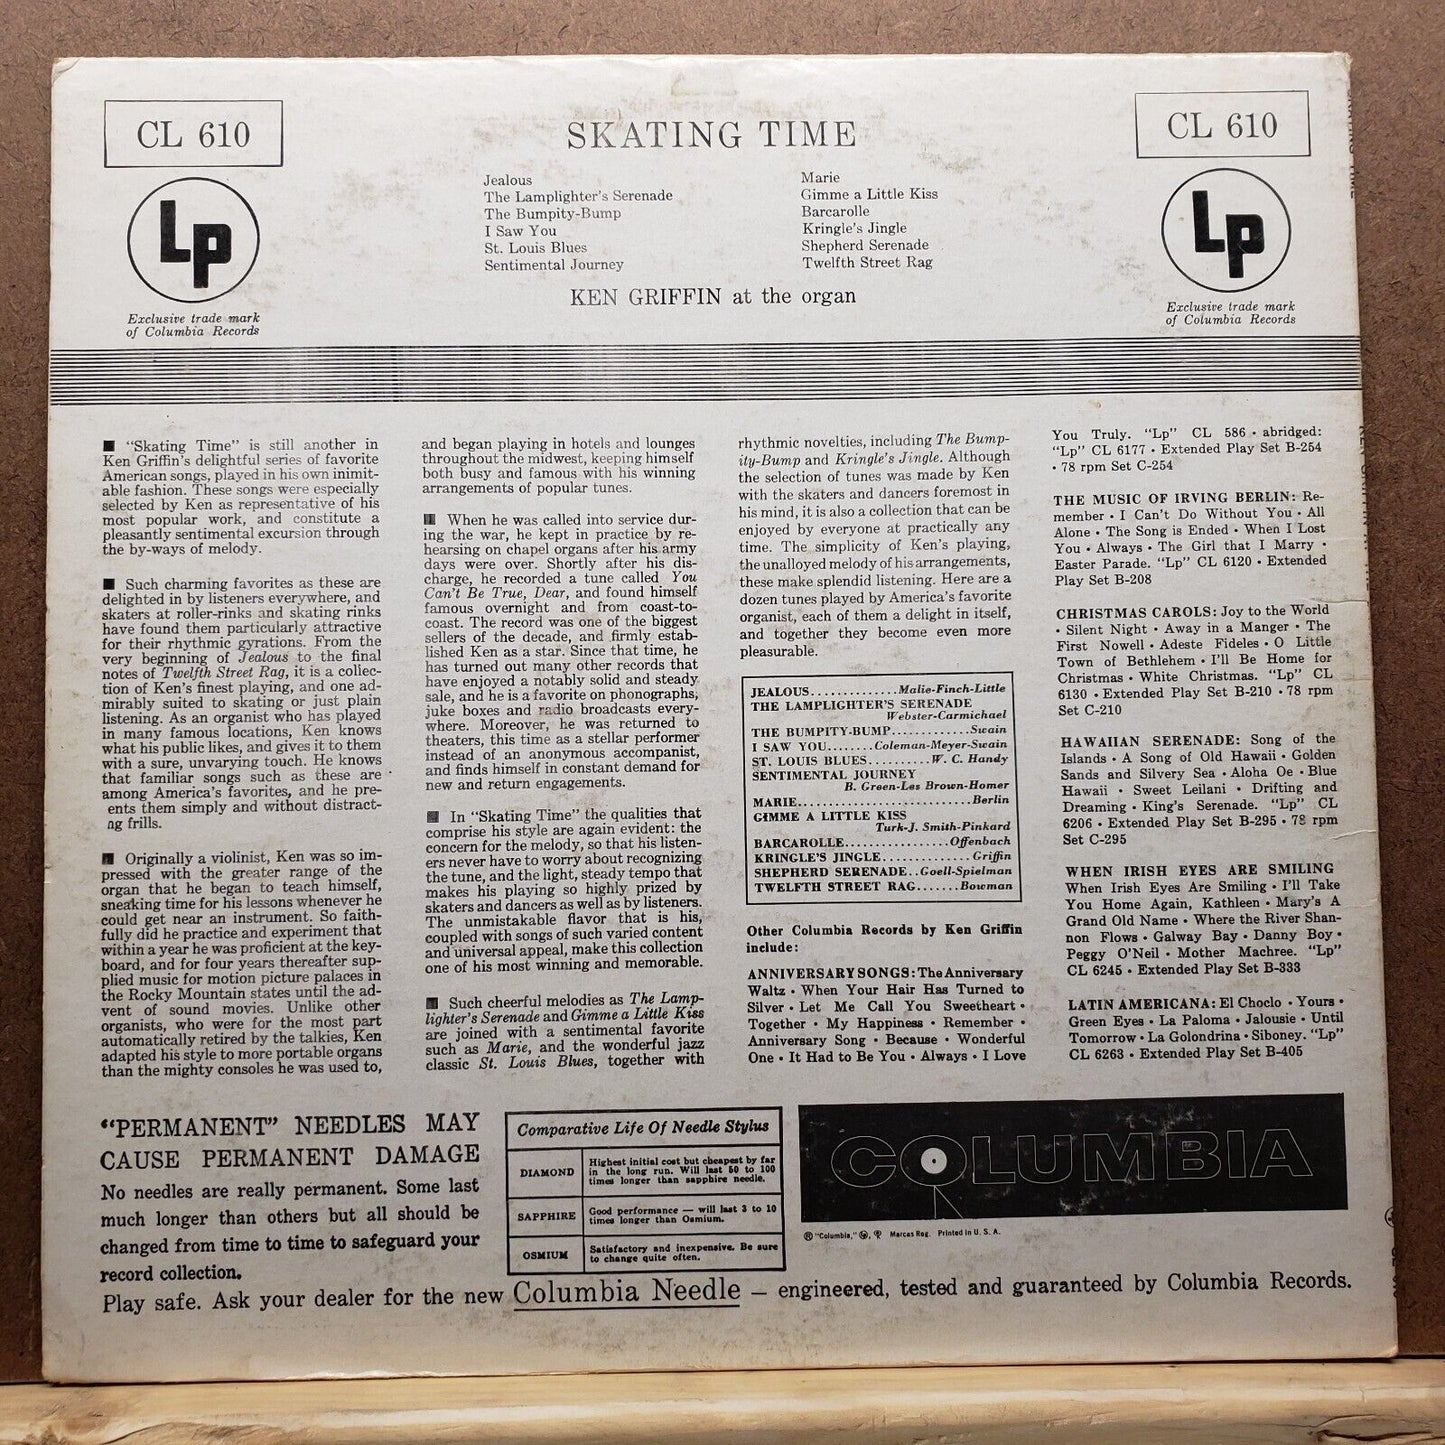 CL 610
SKATING TIME
CL 610
Lp
Exclusive trade mark
of Columbia Records
Jealous
The Lamplighter's Serenade
The Bumpity-Bump
I Saw You
St. Louis Blues
Sentimental Journey
Marie
Gimme a Little Kiss
Barcarolle
Kringle's Jingle
Shepherd Serenade
Twelfth Street Rag
KEN GRIFFIN at the organ
Lp
Exclusive trade mark
of Columbia Records
■ "Skating Time" is still another in
Ken Griffin's delightful series of favorite
American songs, played in his own inimit-
able fashion. These songs were especially
selected by Ken as representative of his
most popular work, and constitute a
pleasantly sentimental excursion through
the by-ways of melody.
■ Such charming favorites as these are
delighted in by listeners everywhere, and
skaters at roller-rinks and skating rinks
have found them particularly attractive
for their rhythmic gyrations. From the
very beginning of Jealous to the final
notes of Twelfth Street Rag, it is a collec-
tion of Ken's finest playing, and one ad-
mirably suited to skating or just plain
listening. As an organist who has played
in many famous locations, Ken knows
what his public likes, and gives it to them
with a sure, unvarying touch. He knows
that familiar songs such as these are
among America's favorites, and he pre-
ents them simply and without distract-
ng frills.
■ Originally a violinist, Ken was so im-
pressed with the greater range of the
organ that he began to teach himself,
sneaking time for his lessons whenever he
could get near an instrument. So faith-
fully did he practice and experiment that
within a year he was proficient at the key-
board, and for four years thereafter sup-
plied music for motion picture palaces in
the Rocky Mountain states until the ad-
vent of sound movies. Unlike other
organists, who were for the most part
automatically retired by the talkies, Ken
adapted his style to more portable organs
than the mighty consoles he was used to,
and began playing in hotels and lounges
throughout the midwest, keeping himself
both busy and famous with his winning
arrangements of popular tunes.
■ When he was called into service dur-
ing the war, he kept in practice by re-
hearsing on chapel organs after his army
days were over. Shortly after his dis-
charge, he recorded a tune called You
Can't Be True, Dear, and found himself
famous overnight and from coast-to-
coast. The record was one of the biggest
sellers of the decade, and firmly estab-
lished Ken as a star. Since that time, he
has turned out many other records that
have enjoyed a notably solid and steady
sale, and he is a favorite on phonographs,
juke boxes and radio broadcasts every-
where. Moreover, he was returned to
theaters, this time as a stellar performer
instead of an anonymous accompanist,
and finds himself in constant demand for
new and return engagements.
■ In "Skating Time" the qualities that
comprise his style are again evident: the
concern for the melody, so that his listen-
ers never have to worry about recognizing
the tune, and the light, steady tempo that
makes his playing so highly prized by
skaters and dancers as well as by listeners.
The unmistakable flavor that is his,
coupled with songs of such varied content
and universal appeal, make this collection
one of his most winning and memorable.
■ Such cheerful melodies as The Lamp-
lighter's Serenade and Gimme a Little Kiss
are joined with a sentimental favorite
such as Marie, and the wonderful jazz
classic St. Louis Blues, together with
rhythmic novelties, including The Bump-
ity-Bump and Kringle's Jingle. Although
the selection of tunes was made by Ken
with the skaters and dancers foremost in
his mind, it is also a collection that can be
enjoyed by everyone at practically any
time. The simplicity of Ken's playing,
the unalloyed melody of his arrangements,
these make splendid listening. Here are a
dozen tunes played by America's favorite
organist, each of them a delight in itself,
and together they become even more
pleasurable.
JEALOUS..............Malie-Finch-Little
THE LAMPLIGHTER'S SERENADE
Webster-Carmichael
THE BUMPITY-BUMP............Swain
I SAW YOU........Coleman-Meyer-Swain
ST. LOUIS BLUES..........W. C. Handy
SENTIMENTAL JOURNEY
B. Green-Les Brown-Homer
MARIE...........................Berlin
GIMME A LITTLE KISS
Turk-J. Smith-Pinkard
BARCAROLLE................Offenbach
KRINGLE'S JINGLE..............Griffin
SHEPHERD SERENADE..Goell-Spielman
TWELFTH STREET RAG.......Bowman
Other Columbia Records by Ken Griffin
include:
ANNIVERSARY SONGS: The Anniversary
Waltz • When Your Hair Has Turned to
Silver • Let Me Call You Sweetheart •
Together • My Happiness • Remember •
Anniversary Song • Because • Wonderful
One • It Had to Be You • Always • I Love
You Truly. "Lp" CL 586 • abridged:
"Lp" CL 6177 • Extended Play Set B-254
• 78 rpm Set C-254
THE MUSIC OF IRVING BERLIN: Re-
member • I Can't Do Without You • All
Alone • The Song is Ended • When I Lost
You • Always • The Girl that I Marry •
Easter Parade. "Lp" CL 6120 • Extended
Play Set B-208
CHRISTMAS CAROLS: Joy to the World
• Silent Night • Away in a Manger • The
First Nowell • Adeste Fideles • O Little
Town of Bethlehem • I'll Be Home for
Christmas • White Christmas. "Lp" CL
6130 • Extended Play Set B-210 • 78 rpm
Set C-210
HAWAIIAN SERENADE: Song of the
Islands • A Song of Old Hawaii • Golden
Sands and Silvery Sea • Aloha Oe • Blue
Hawaii • Sweet Leilani • Drifting and
Dreaming • King's Serenade. "Lp" CL
6206 • Extended Play Set B-295 • 78 rpm
Set C-295
WHEN IRISH EYES ARE SMILING
When Irish Eyes Are Smiling • I'll Take
You Home Again, Kathleen • Mary's A
Grand Old Name • Where the River Shan-
non Flows • Galway Bay • Danny Boy •
Peggy O'Neil • Mother Machree. "Lp"
CL 6245 • Extended Play Set B-333
LATIN AMERICANA: El Choclo • Yours •
Green Eyes • La Paloma • Jalousie • Until
Tomorrow • La Golondrina • Siboney. "Lp"
CL 6263 • Extended Play Set B-405
"PERMANENT" NEEDLES MAY
CAUSE PERMANENT DAMAGE
No needles are really permanent. Some last
much longer than others but all should be
changed from time to time to safeguard your
record collection.
Comparative Life Of Needle Stylus
DIAMOND
Highest initial cost but cheapest by far
in the long run. Will last 50 to 100
times longer than sapphire needle.
SAPPHIRE
Good performance — will last 3 to 10
times longer than Osmium.
OSMIUM
Satisfactory and inexpensive. Be sure
to change quite often.
COLUMBIA
® "Columbia," Marcas Reg. Printed in U. S. A.
Play safe. Ask your dealer for the new Columbia Needle — engineered, tested and guaranteed by Columbia Records.